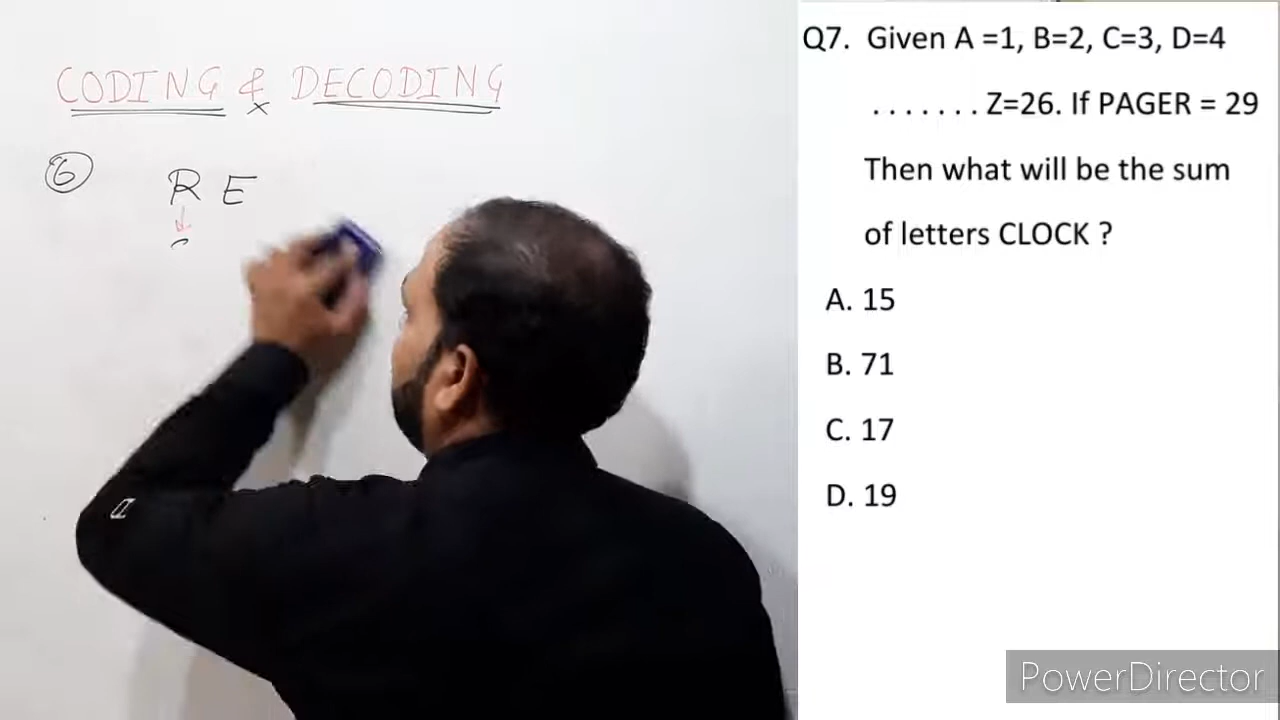 CODING & DECODING
x
6
R E
Q7. Given A =1, B=2, C=3, D=4
. . . . . . . Z=26. If PAGER = 29
Then what will be the sum
of letters CLOCK ?
A. 15
B. 71
C. 17
D. 19
PowerDirector